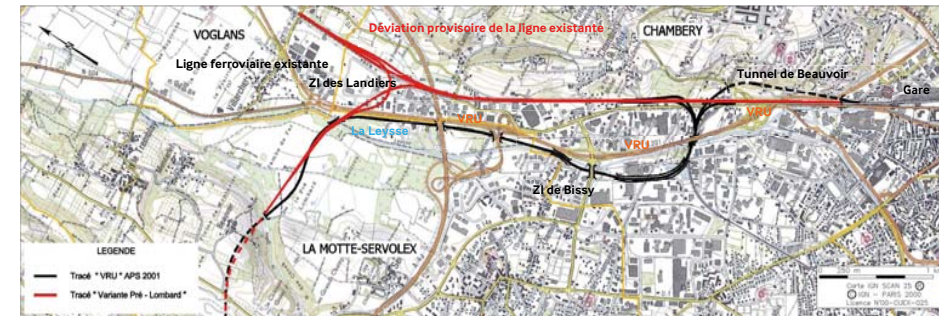 Déviation provisoire de la ligne existante
VOGLANS
CHAMBERY
Ligne ferroviaire existante
Tunnel de Beauvoir
ZI des Landiers
Gare
VRU
VRU
La Leysse
VRU
ZI de Bissy
LA MOTTE-SERVOLEX
LEGENDE
Tracé " VRU " APS 2001
Tracé " Variante Pré - Lombard "
250 m
Carte IGN SCAN 25 ®
© IGN - PARIS 2000
Licence N°00-CUEX-025